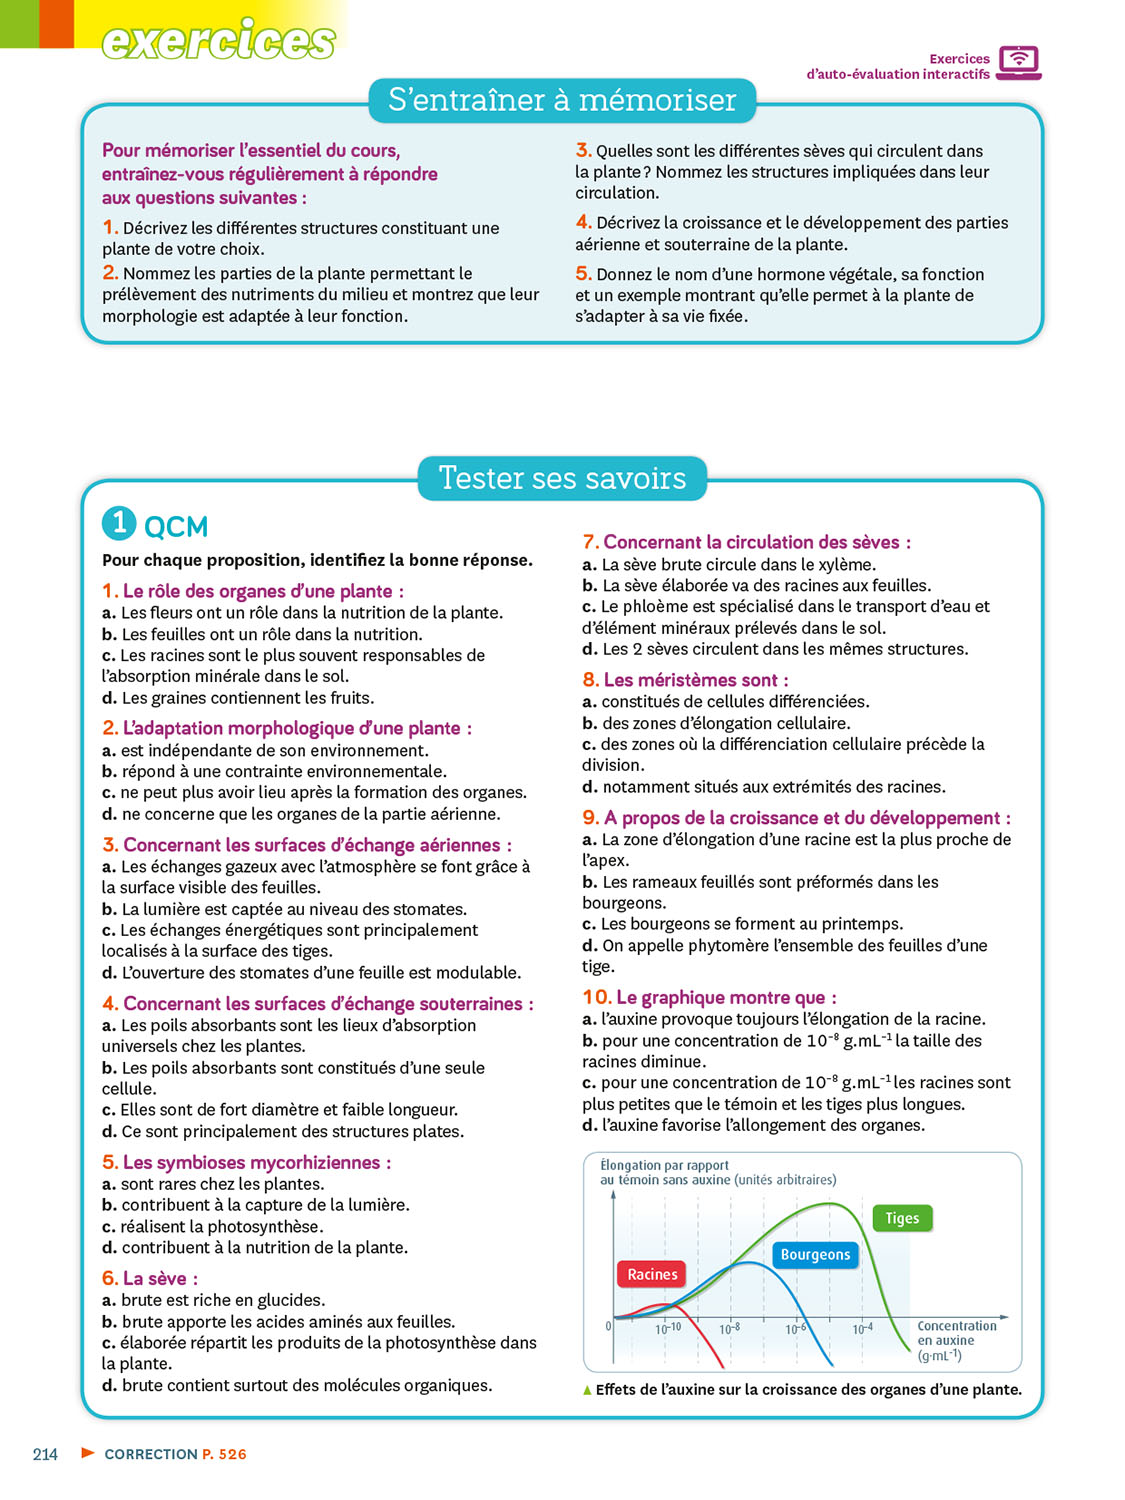 exercices
Exercices
d'auto-évaluation interactifs
S'entraîner à mémoriser
Pour mémoriser l'essentiel du cours,
entraînez-vous régulièrement à répondre
aux questions suivantes :
1. Décrivez les différentes structures constituant une
plante de votre choix.
2. Nommez les parties de la plante permettant le
prélèvement des nutriments du milieu et montrez que leur
morphologie est adaptée à leur fonction.
3. Quelles sont les différentes sèves qui circulent dans
la plante ? Nommez les structures impliquées dans leur
circulation.
4. Décrivez la croissance et le développement des parties
aérienne et souterraine de la plante.
5. Donnez le nom d'une hormone végétale, sa fonction
et un exemple montrant qu'elle permet à la plante de
s'adapter à sa vie fixée.
Tester ses savoirs
1 QCM
Pour chaque proposition, identifiez la bonne réponse.
1. Le rôle des organes d'une plante :
a. Les fleurs ont un rôle dans la nutrition de la plante.
b. Les feuilles ont un rôle dans la nutrition.
c. Les racines sont le plus souvent responsables de
l'absorption minérale dans le sol.
d. Les graines contiennent les fruits.
2. L'adaptation morphologique d'une plante :
a. est indépendante de son environnement.
b. répond à une contrainte environnementale.
c. ne peut plus avoir lieu après la formation des organes.
d. ne concerne que les organes de la partie aérienne.
3. Concernant les surfaces d'échange aériennes :
a. Les échanges gazeux avec l'atmosphère se font grâce à
la surface visible des feuilles.
b. La lumière est captée au niveau des stomates.
c. Les échanges énergétiques sont principalement
localisés à la surface des tiges.
d. L'ouverture des stomates d'une feuille est modulable.
4. Concernant les surfaces d'échange souterraines :
a. Les poils absorbants sont les lieux d'absorption
universels chez les plantes.
b. Les poils absorbants sont constitués d'une seule
cellule.
c. Elles sont de fort diamètre et faible longueur.
d. Ce sont principalement des structures plates.
5. Les symbioses mycorhiziennes :
a. sont rares chez les plantes.
b. contribuent à la capture de la lumière.
c. réalisent la photosynthèse.
d. contribuent à la nutrition de la plante.
6. La sève :
a. brute est riche en glucides.
b. brute apporte les acides aminés aux feuilles.
c. élaborée répartit les produits de la photosynthèse dans
la plante.
d. brute contient surtout des molécules organiques.
7. Concernant la circulation des sèves :
a. La sève brute circule dans le xylème.
b. La sève élaborée va des racines aux feuilles.
c. Le phloème est spécialisé dans le transport d'eau et
d'élément minéraux prélevés dans le sol.
d. Les 2 sèves circulent dans les mêmes structures.
8. Les méristèmes sont :
a. constitués de cellules différenciées.
b. des zones d'élongation cellulaire.
c. des zones où la différenciation cellulaire précède la
division.
d. notamment situés aux extrémités des racines.
9. A propos de la croissance et du développement :
a. La zone d'élongation d'une racine est la plus proche de
l'apex.
b. Les rameaux feuillés sont préformés dans les
bourgeons.
c. Les bourgeons se forment au printemps.
d. On appelle phytomère l'ensemble des feuilles d'une
tige.
10. Le graphique montre que :
a. l'auxine provoque toujours l'élongation de la racine.
b. pour une concentration de 10⁻⁸ g.mL⁻¹ la taille des
racines diminue.
c. pour une concentration de 10⁻⁸ g.mL⁻¹ les racines sont
plus petites que le témoin et les tiges plus longues.
d. l'auxine favorise l'allongement des organes.
Élongation par rapport
au témoin sans auxine (unités arbitraires)
Tiges
Bourgeons
Racines
0 10⁻¹⁰ 10⁻⁸ 10⁻⁶ 10⁻⁴
Concentration
en auxine
(g·mL⁻¹)
▲ Effets de l'auxine sur la croissance des organes d'une plante.
214 ► CORRECTION P. 526